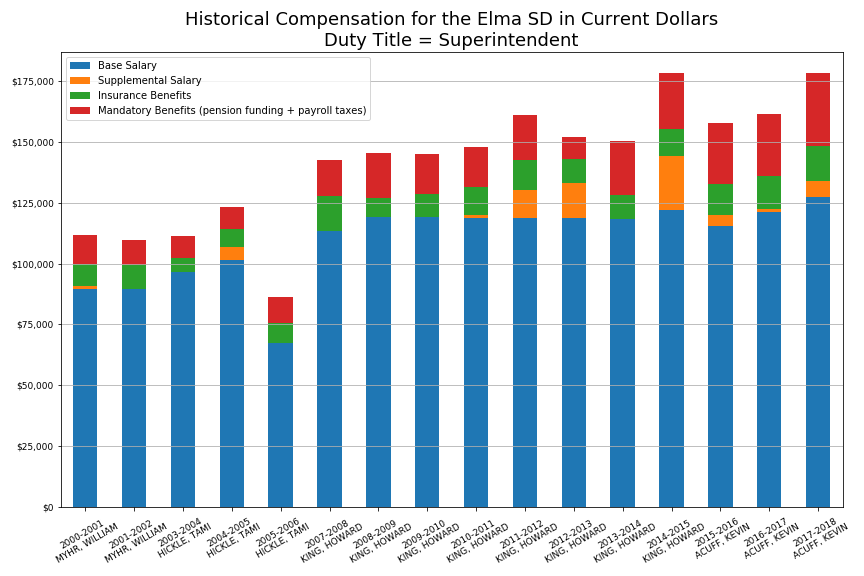 Historical Compensation for the Elma SD in Current Dollars
Duty Title = Superintendent
Base Salary
Supplemental Salary
Insurance Benefits
Mandatory Benefits (pension funding + payroll taxes)
$175,000
$150,000
$125,000
$100,000
$75,000
$50,000
$25,000
$0
2000-2001
MYHR, WILLIAM
2001-2002
MYHR, WILLIAM
2003-2004
HICKLE, TAMI
2004-2005
HICKLE, TAMI
2005-2006
HICKLE, TAMI
2007-2008
KING, HOWARD
2008-2009
KING, HOWARD
2009-2010
KING, HOWARD
2010-2011
KING, HOWARD
2011-2012
KING, HOWARD
2012-2013
KING, HOWARD
2013-2014
KING, HOWARD
2014-2015
KING, HOWARD
2015-2016
ACUFF, KEVIN
2016-2017
ACUFF, KEVIN
2017-2018
ACUFF, KEVIN